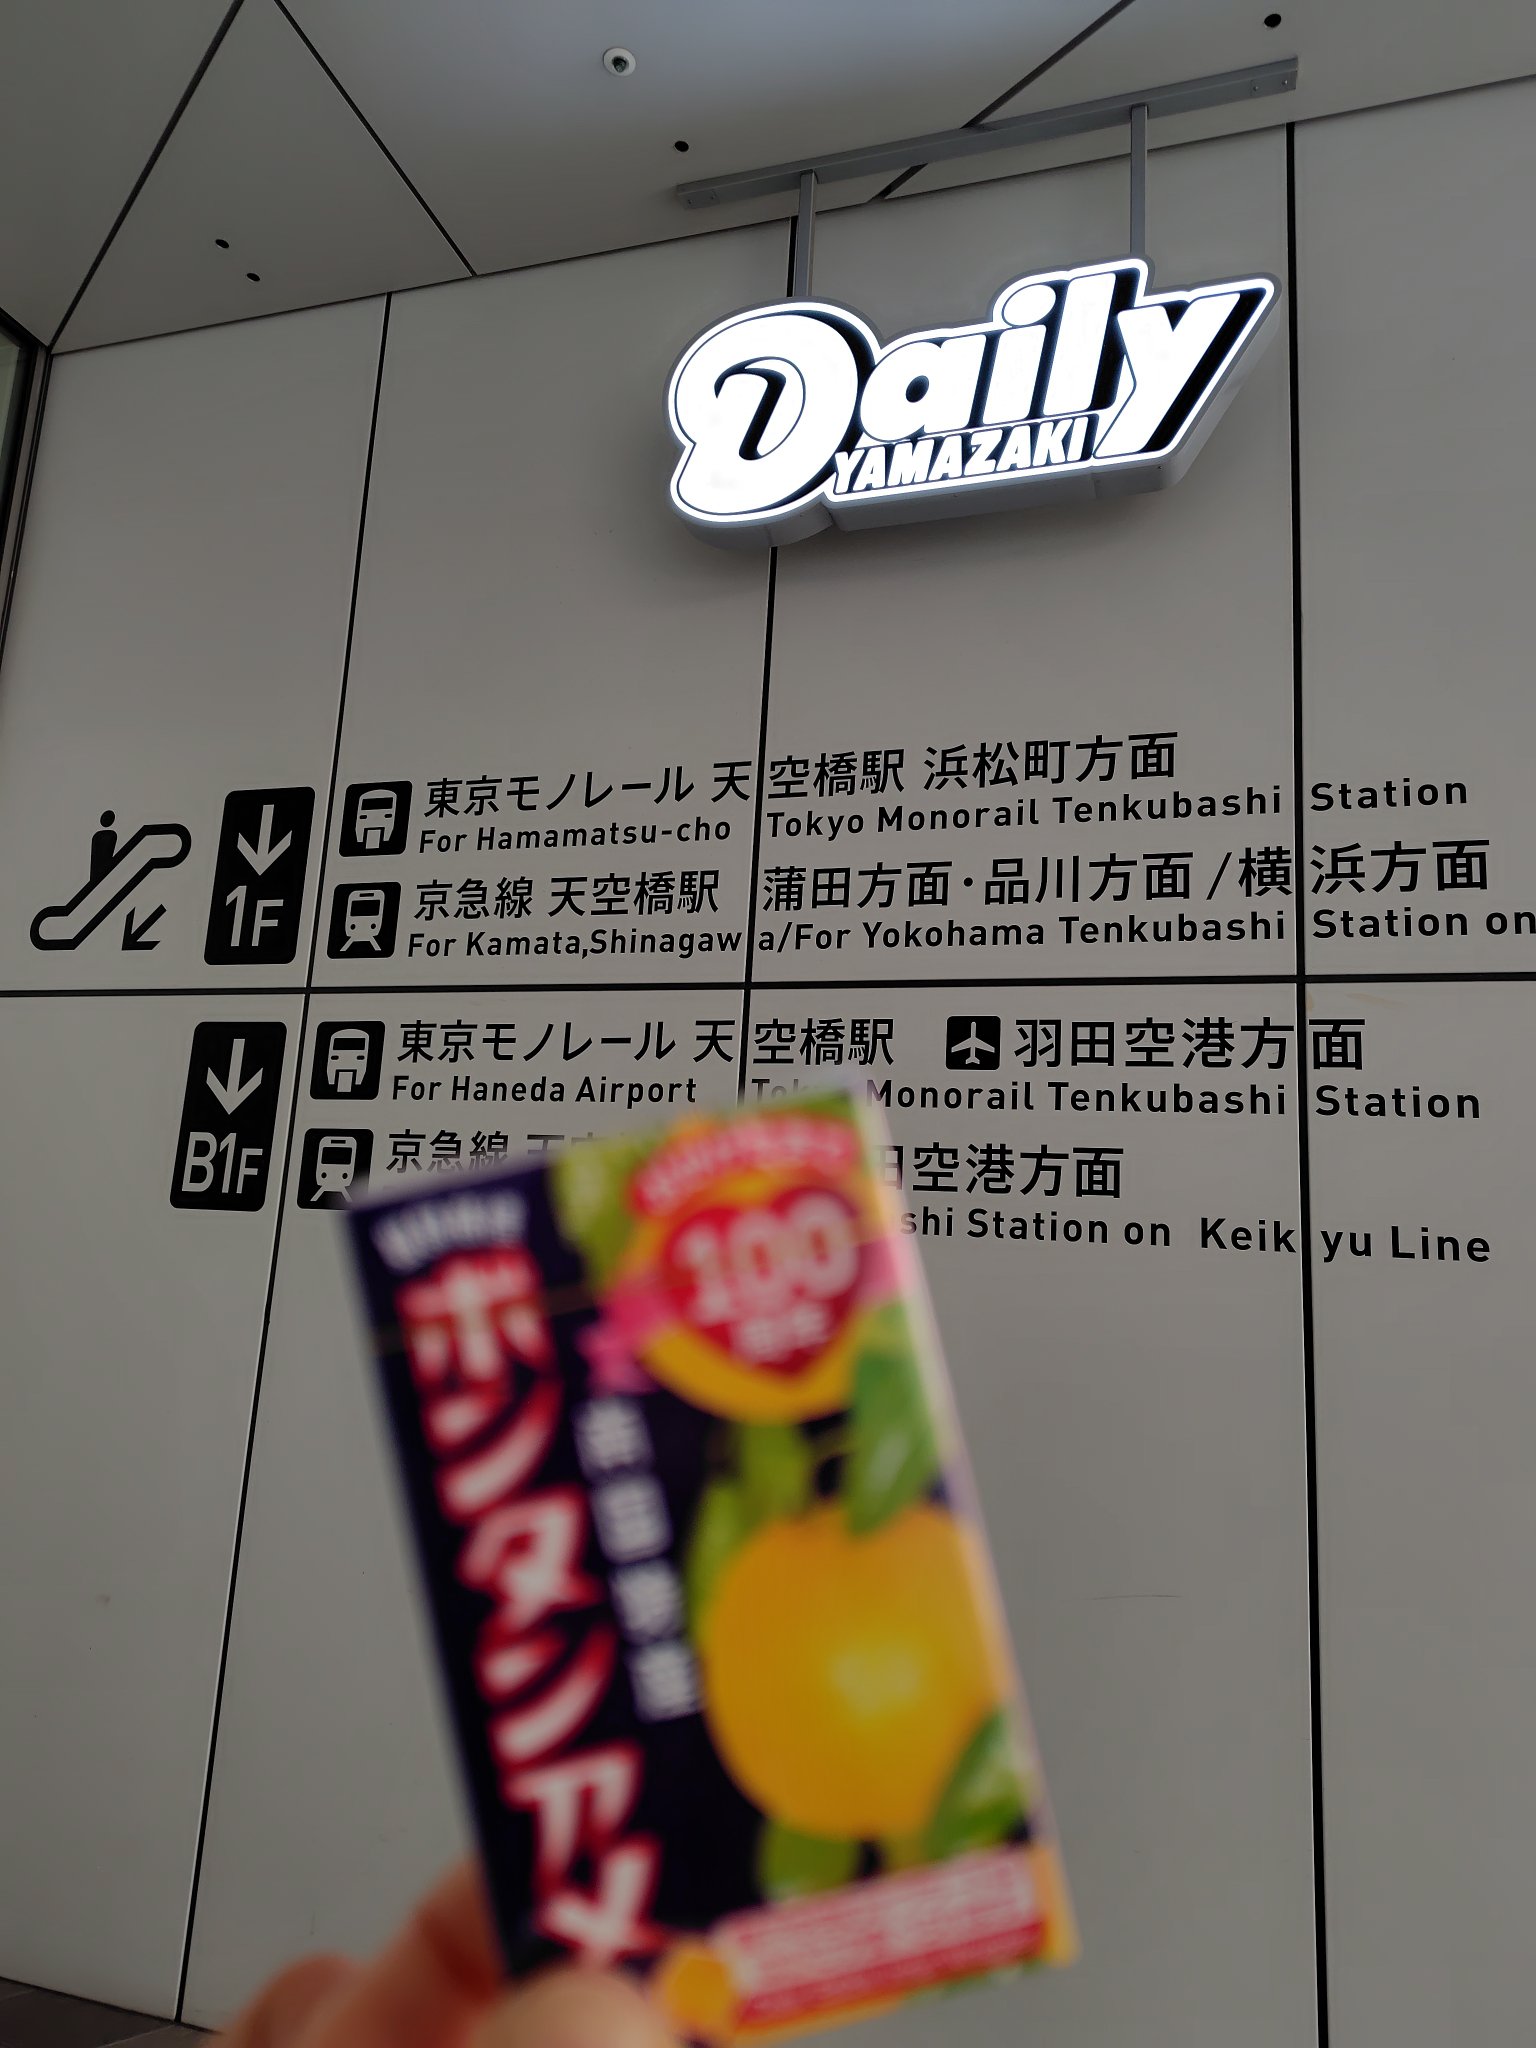 Daily
YAMAZAKI
東京モノレール 天空橋駅 浜松町方面
For Hamamatsu-cho Tokyo Monorail Tenkubashi Station
1F
京急線 天空橋駅 蒲田方面・品川方面/横浜方面
For Kamata,Shinagawa/For Yokohama Tenkubashi Station on
東京モノレール 天空橋駅 羽田空港方面
For Haneda Airport Tokyo Monorail Tenkubashi Station
B1F
京急線 天空 田空港方面
shi Station on Keikyu Line
100
ボンタンアメ